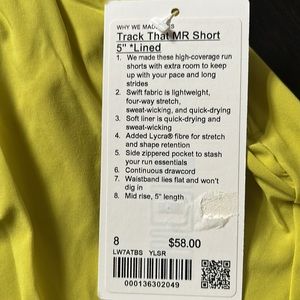 WHY WE MADE THIS
Track That MR Short
5" *Lined
1. We made these high-coverage run
shorts with extra room to keep
up with your pace and long
strides
2. Swift fabric is lightweight,
four-way stretch,
sweat-wicking, and quick-drying
3. Soft liner is quick-drying and
sweat-wicking
4. Added Lycra® fibre for stretch
and shape retention
5. Side zippered pocket to stash
your run essentials
6. Continuous drawcord
7. Waistband lies flat and won't
dig in
8. Mid rise, 5" length
8 $58.00
LW7ATBS YLSR
000136302049